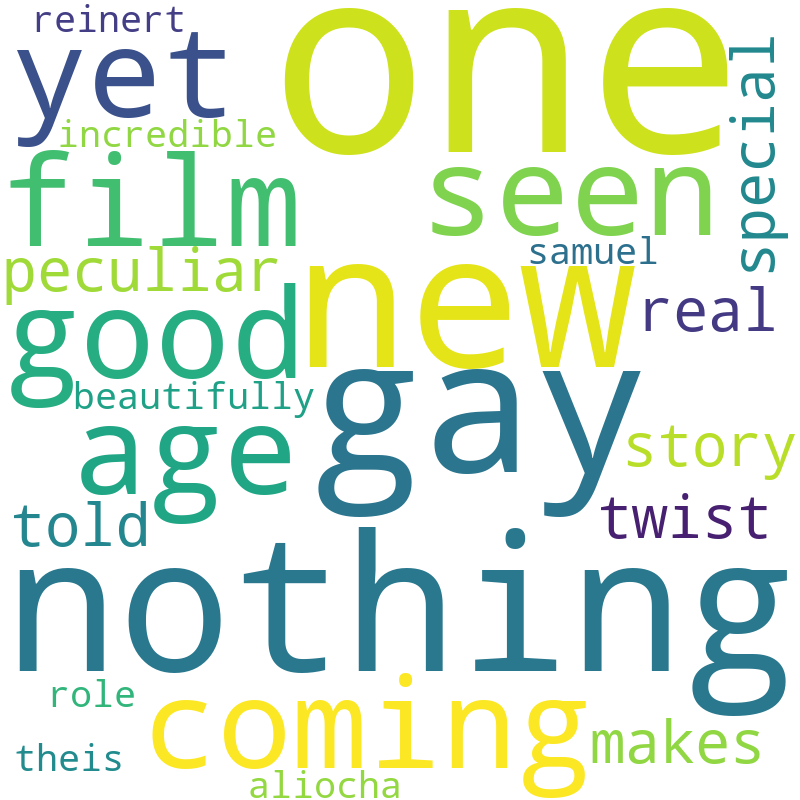 reinert
yet
one
special
incredible
film
seen
samuel
peculiar
new
real
good
beautifully
gay
age
story
told
twist
nothing
role
coming
makes
theis
aliocha